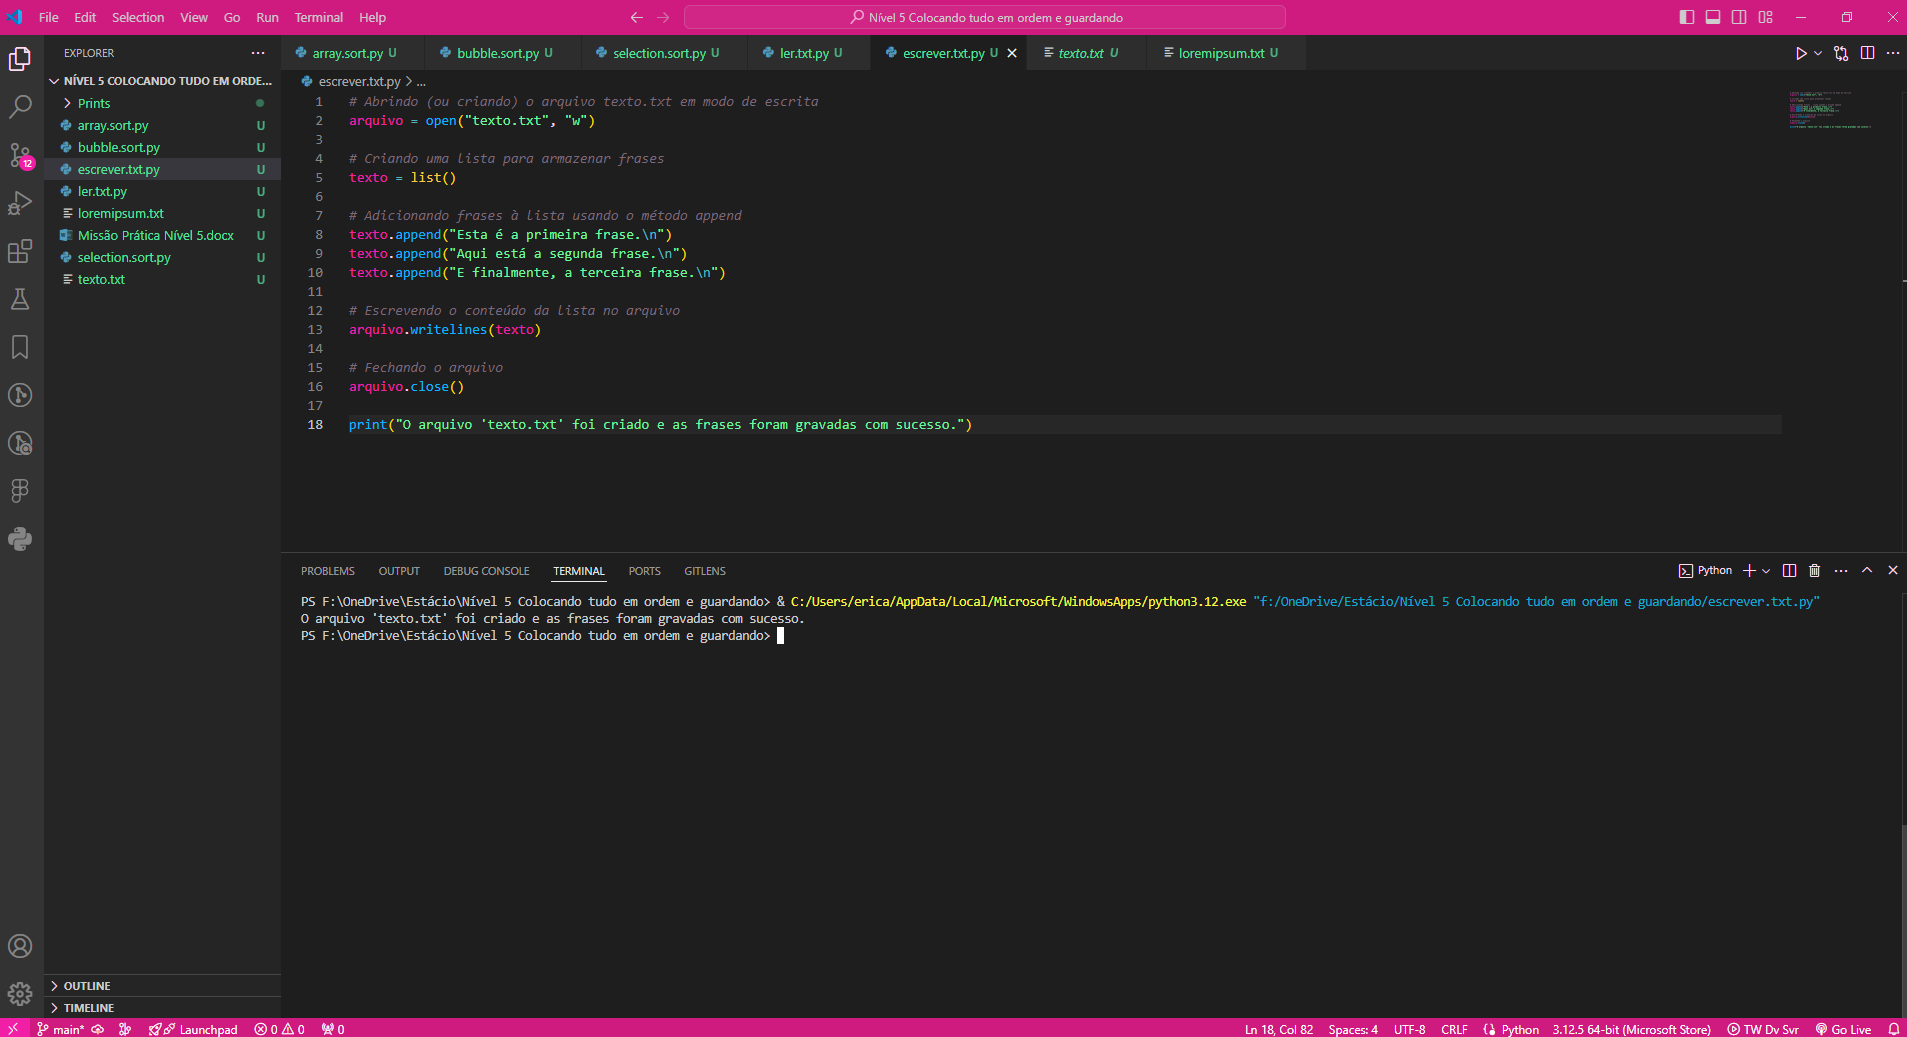 File Edit Selection View Go Run Terminal Help
Nível 5 Colocando tudo em ordem e guardando
EXPLORER
NÍVEL 5 COLOCANDO TUDO EM ORDE...
Prints
array.sort.py U
bubble.sort.py U
escrever.txt.py U
ler.txt.py U
loremipsum.txt U
Missão Prática Nível 5.docx U
selection.sort.py U
texto.txt U
12
OUTLINE
TIMELINE
array.sort.py U bubble.sort.py U selection.sort.py U ler.txt.py U escrever.txt.py U texto.txt U loremipsum.txt U
escrever.txt.py > ...
1 # Abrindo (ou criando) o arquivo texto.txt em modo de escrita
2 arquivo = open("texto.txt", "w")
3
4 # Criando uma lista para armazenar frases
5 texto = list()
6
7 # Adicionando frases à lista usando o método append
8 texto.append("Esta é a primeira frase.\n")
9 texto.append("Aqui está a segunda frase.\n")
10 texto.append("E finalmente, a terceira frase.\n")
11
12 # Escrevendo o conteúdo da lista no arquivo
13 arquivo.writelines(texto)
14
15 # Fechando o arquivo
16 arquivo.close()
17
18 print("O arquivo 'texto.txt' foi criado e as frases foram gravadas com sucesso.")
PROBLEMS OUTPUT DEBUG CONSOLE TERMINAL PORTS GITLENS
Python
PS F:\OneDrive\Estácio\Nível 5 Colocando tudo em ordem e guardando> & C:/Users/erica/AppData/Local/Microsoft/WindowsApps/python3.12.exe "f:/OneDrive/Estácio/Nível 5 Colocando tudo em ordem e guardando/escrever.txt.py"
O arquivo 'texto.txt' foi criado e as frases foram gravadas com sucesso.
PS F:\OneDrive\Estácio\Nível 5 Colocando tudo em ordem e guardando>
main* Launchpad 0 0 0 Ln 18, Col 82 Spaces: 4 UTF-8 CRLF Python 3.12.5 64-bit (Microsoft Store) TW Dv Svr Go Live